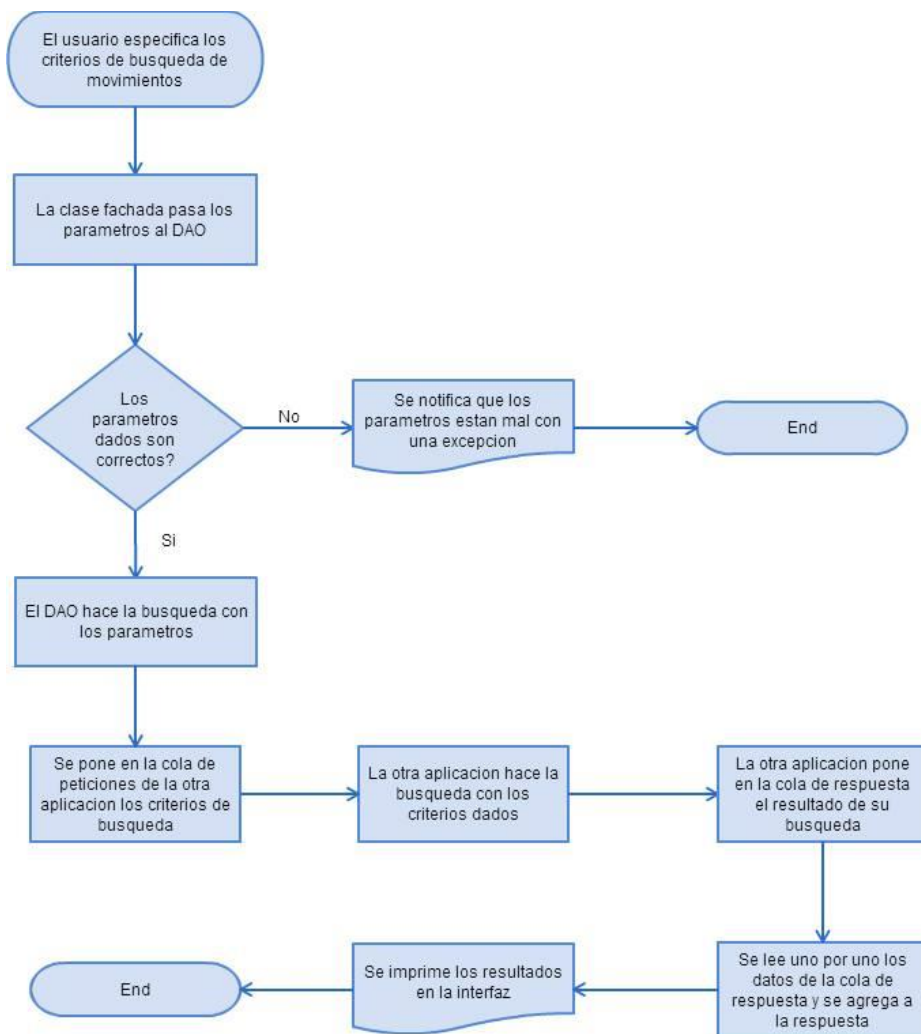 El usuario especifica los
criterios de busqueda de
movimientos
La clase fachada pasa los
parametros al DAO
Los
parametros
dados son
correctos?
No
Se notifica que los
parametros estan mal con
una excepcion
End
Si
El DAO hace la busqueda con
los parametros
Se pone en la cola de
peticiones de la otra
aplicacion los criterios de
busqueda
La otra aplicacion hace la
busqueda con los
criterios dados
La otra aplicacion pone
en la cola de respuesta
el resultado de su
busqueda
Se lee uno por uno los
datos de la cola de
respuesta y se agrega a
la respuesta
Se imprime los resultados
en la interfaz
End